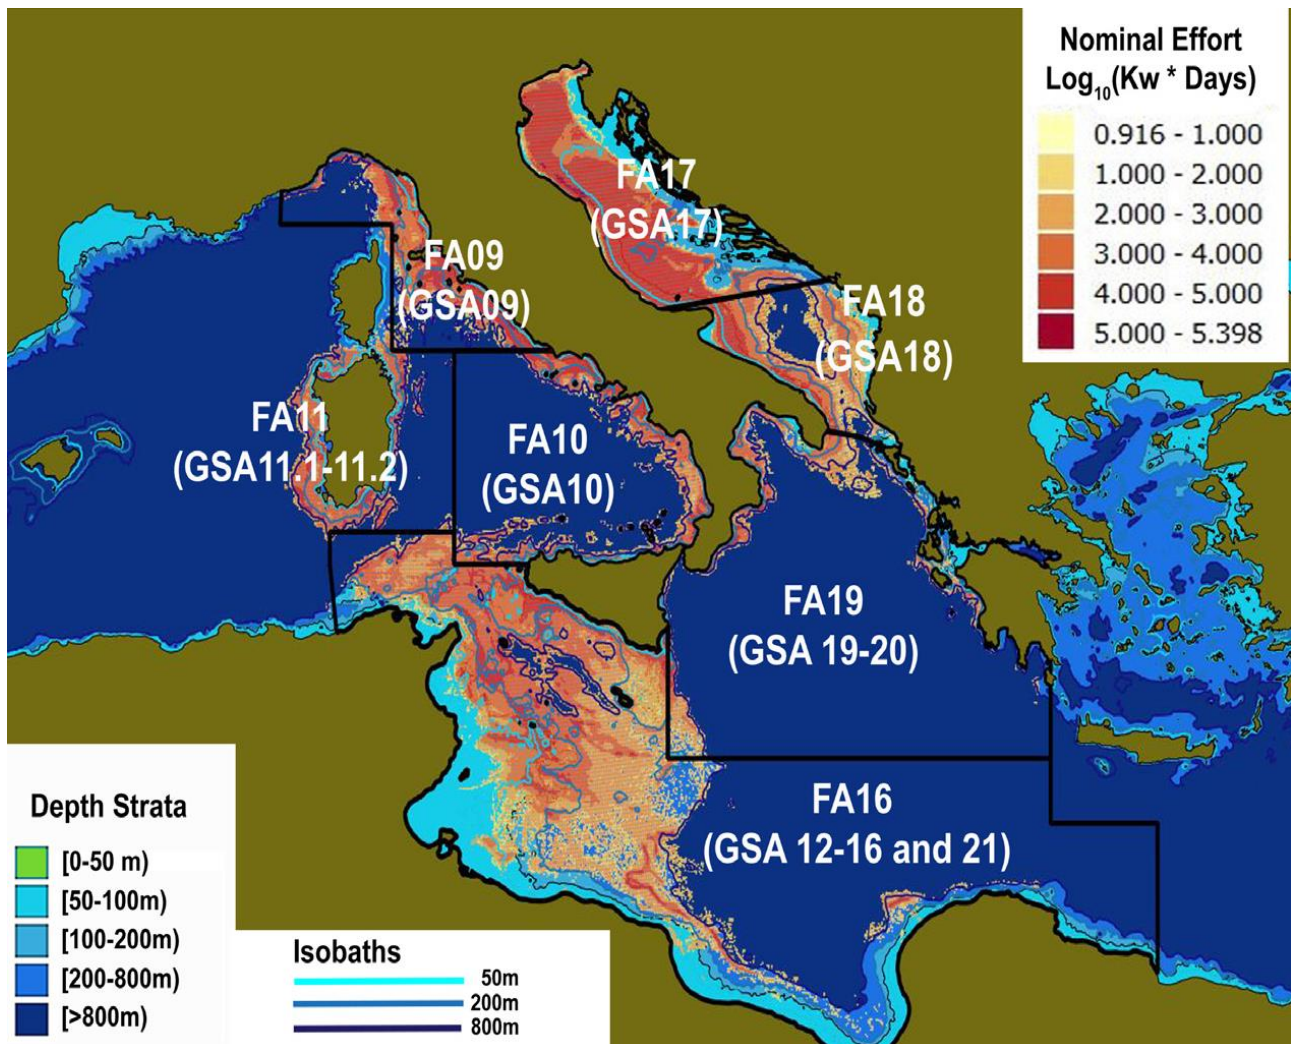 Nominal Effort
Log₁₀(Kw * Days)
0.916 - 1.000
1.000 - 2.000
2.000 - 3.000
3.000 - 4.000
4.000 - 5.000
5.000 - 5.398
FA17
(GSA17)
FA09
(GSA09)
FA18
(GSA18)
FA11
(GSA11.1-11.2)
FA10
(GSA10)
FA19
(GSA 19-20)
FA16
(GSA 12-16 and 21)
Depth Strata
[0-50 m)
[50-100m)
[100-200m)
[200-800m)
[>800m)
Isobaths
50m
200m
800m